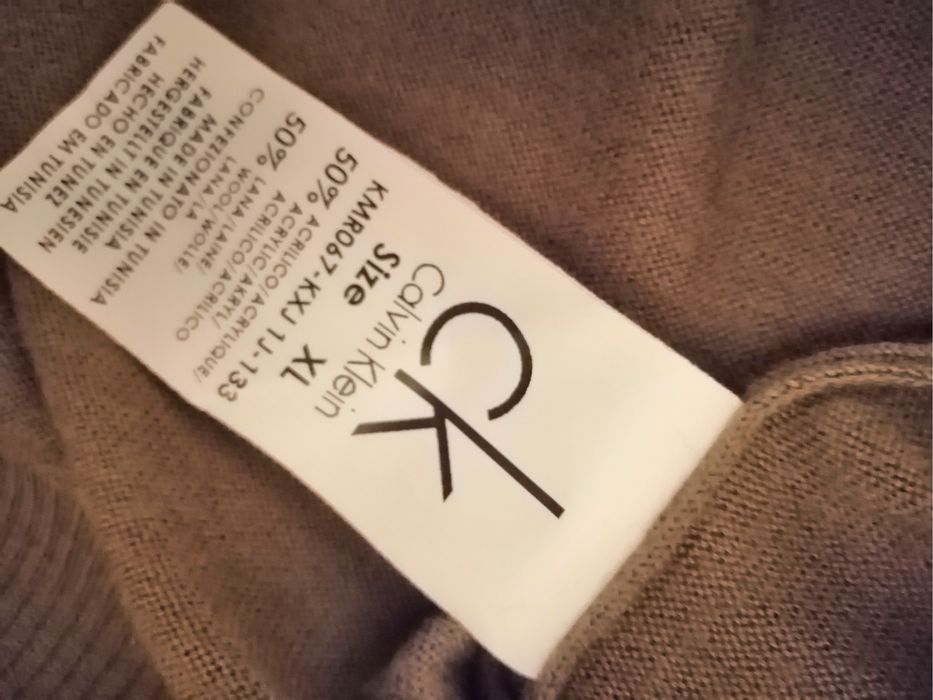 ck
Calvin Klein
Size XL
KMR067-KXJ 1J-133
50% ACRILICO/ACRYLIQUE/
ACRYLIC/AKRYL/
ACRILICO/ACRILICO
50% LANA/LAINE/
WOOL/WOLLE/
LANA/LA
CONFEZIONATO IN TUNISIA
MADE IN TUNISIA
FABRIQUE EN TUNISIE
HERGESTELLT IN TUNESIEN
HECHO EN TUNEZ
FABRICADO EM TUNISIA